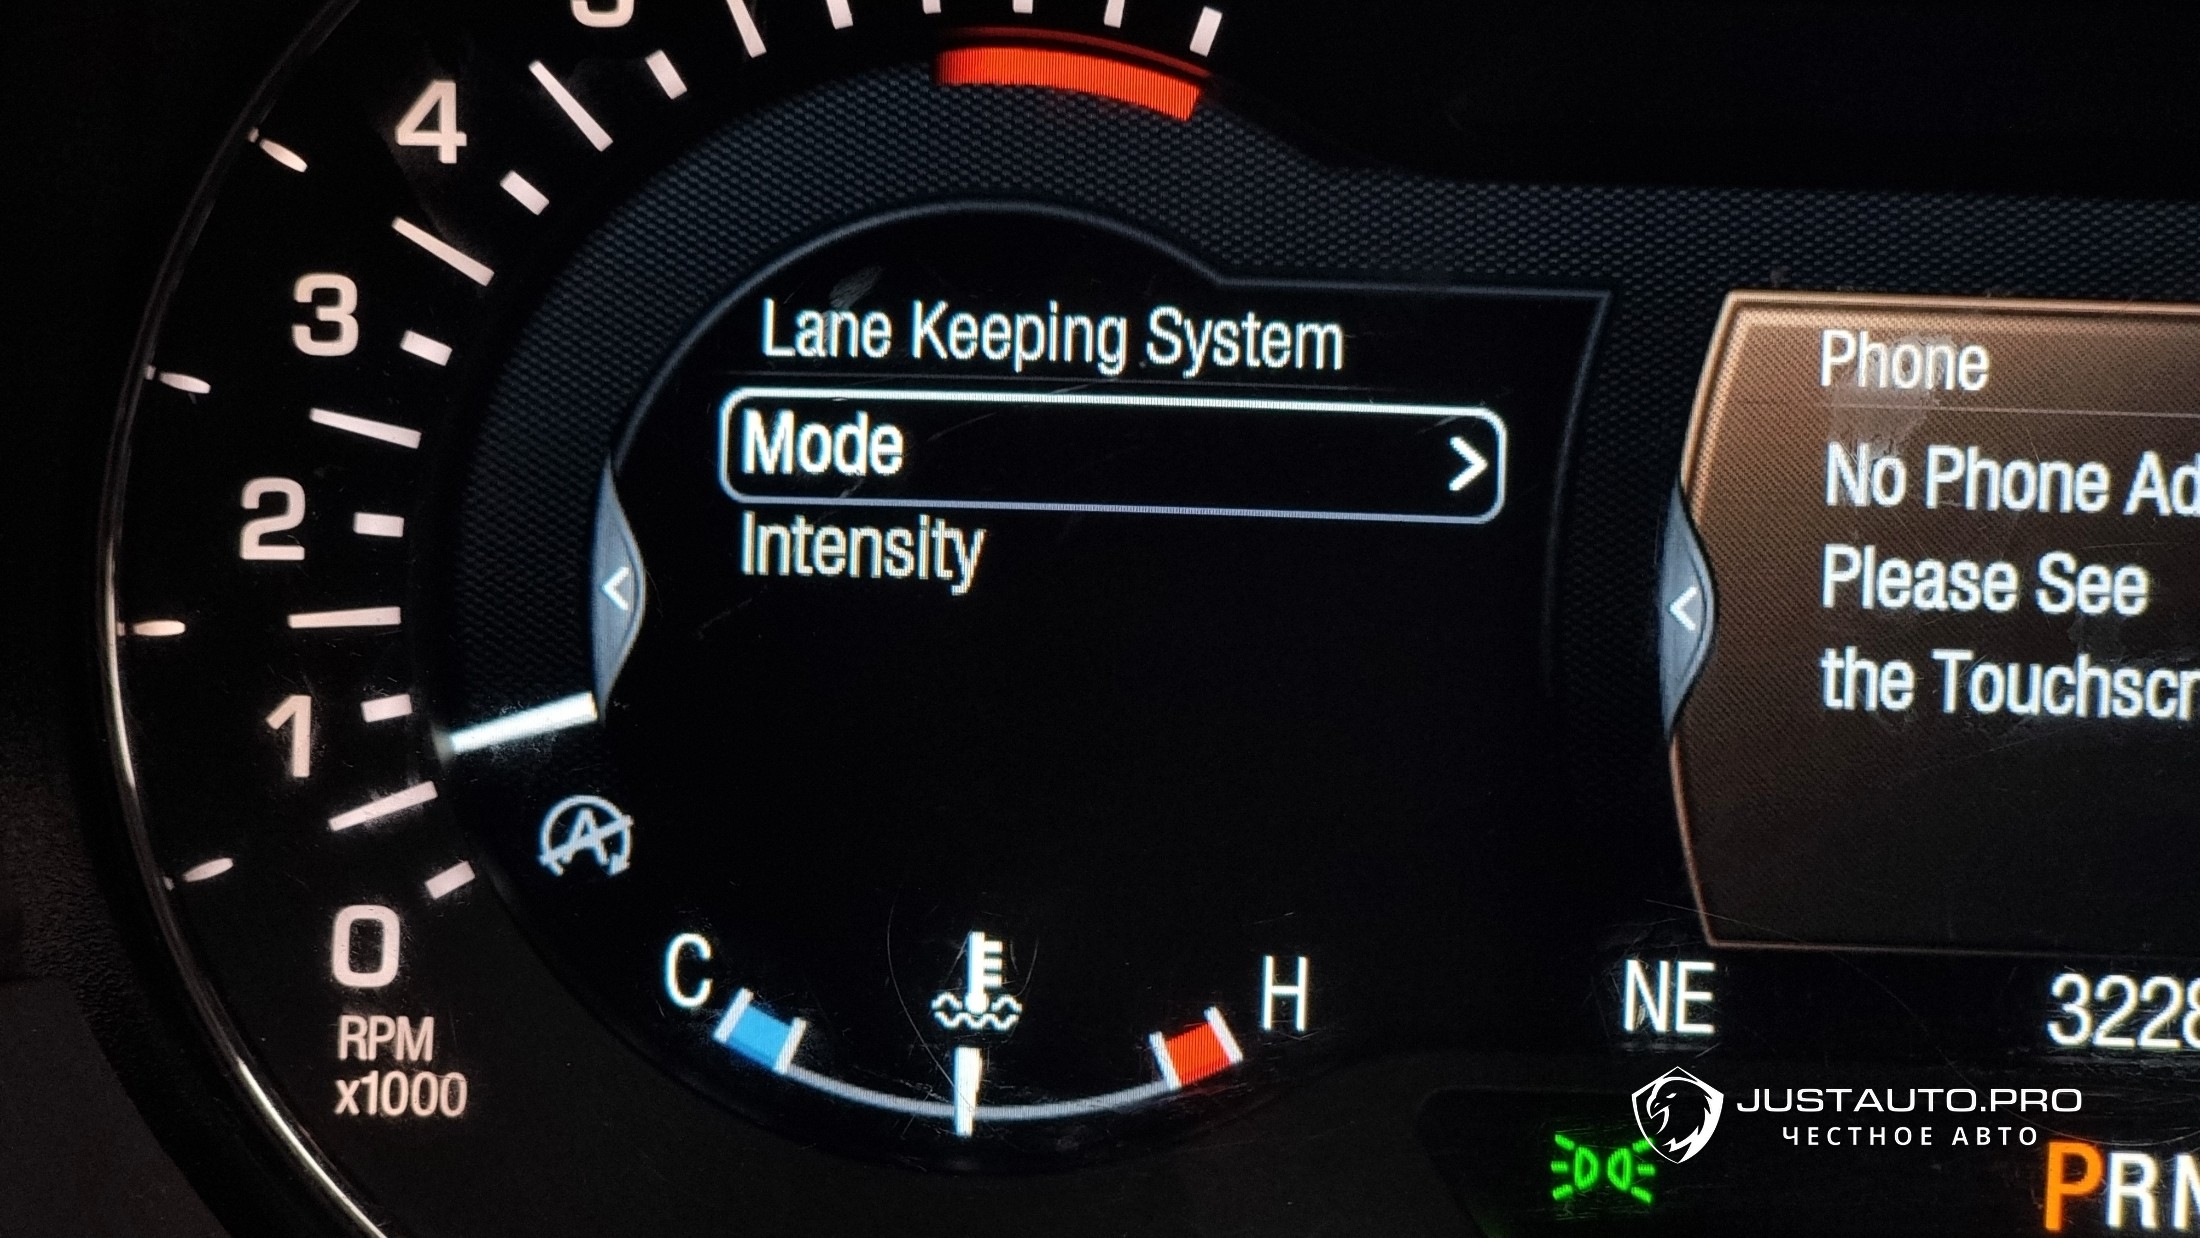 4
3
2
1
0
RPM
x1000
Lane Keeping System
Mode
Intensity
C
H
Phone
No Phone Ad
Please See
the Touchscr
NE
3228
JUSTAUTO.PRO
ЧЕСТНОЕ АВТО
PRN